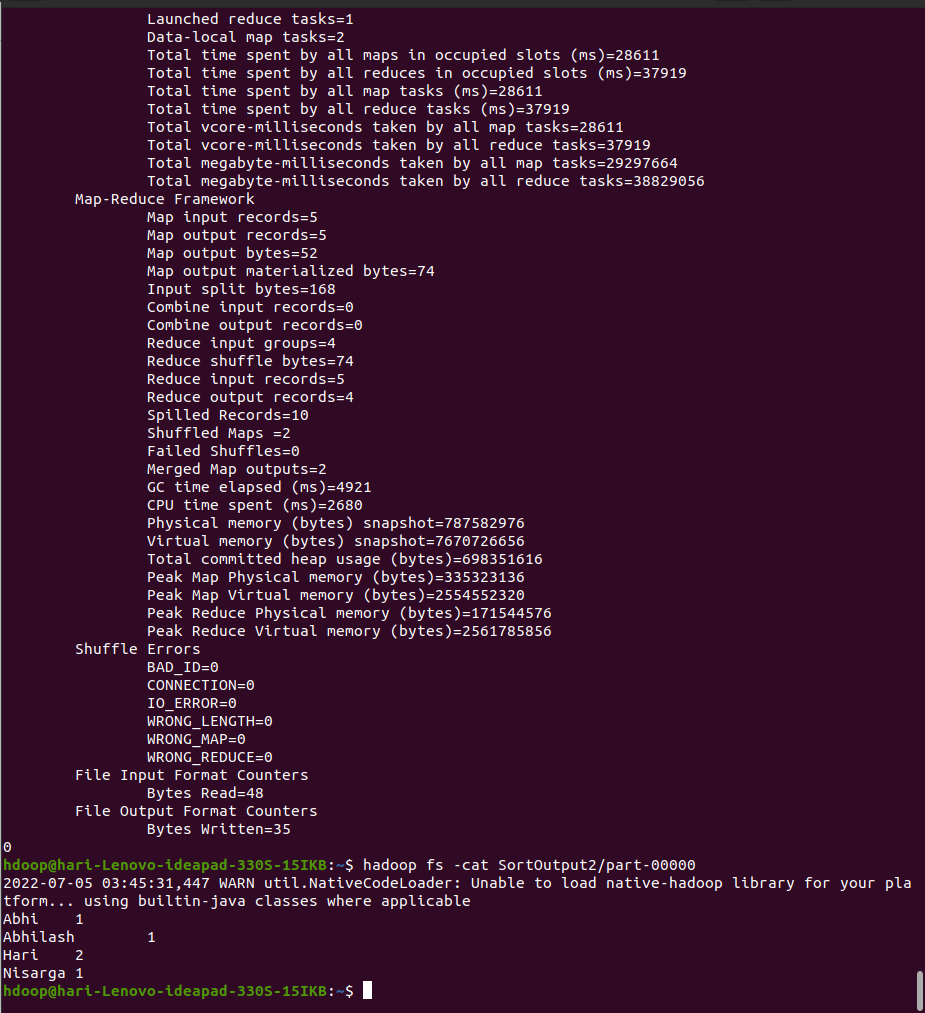 Launched reduce tasks=1
Data-local map tasks=2
Total time spent by all maps in occupied slots (ms)=28611
Total time spent by all reduces in occupied slots (ms)=37919
Total time spent by all map tasks (ms)=28611
Total time spent by all reduce tasks (ms)=37919
Total vcore-milliseconds taken by all map tasks=28611
Total vcore-milliseconds taken by all reduce tasks=37919
Total megabyte-milliseconds taken by all map tasks=29297664
Total megabyte-milliseconds taken by all reduce tasks=38829056
Map-Reduce Framework
Map input records=5
Map output records=5
Map output bytes=52
Map output materialized bytes=74
Input split bytes=168
Combine input records=0
Combine output records=0
Reduce input groups=4
Reduce shuffle bytes=74
Reduce input records=5
Reduce output records=4
Spilled Records=10
Shuffled Maps =2
Failed Shuffles=0
Merged Map outputs=2
GC time elapsed (ms)=4921
CPU time spent (ms)=2680
Physical memory (bytes) snapshot=787582976
Virtual memory (bytes) snapshot=7670726656
Total committed heap usage (bytes)=698351616
Peak Map Physical memory (bytes)=335323136
Peak Map Virtual memory (bytes)=2554552320
Peak Reduce Physical memory (bytes)=171544576
Peak Reduce Virtual memory (bytes)=2561785856
Shuffle Errors
BAD_ID=0
CONNECTION=0
IO_ERROR=0
WRONG_LENGTH=0
WRONG_MAP=0
WRONG_REDUCE=0
File Input Format Counters
Bytes Read=48
File Output Format Counters
Bytes Written=35
0
hdoop@hari-Lenovo-ideapad-330S-15IKB:~$ hadoop fs -cat SortOutput2/part-00000
2022-07-05 03:45:31,447 WARN util.NativeCodeLoader: Unable to load native-hadoop library for your pla
tform... using builtin-java classes where applicable
Abhi    1
Abhilash        1
Hari    2
Nisarga 1
hdoop@hari-Lenovo-ideapad-330S-15IKB:~$